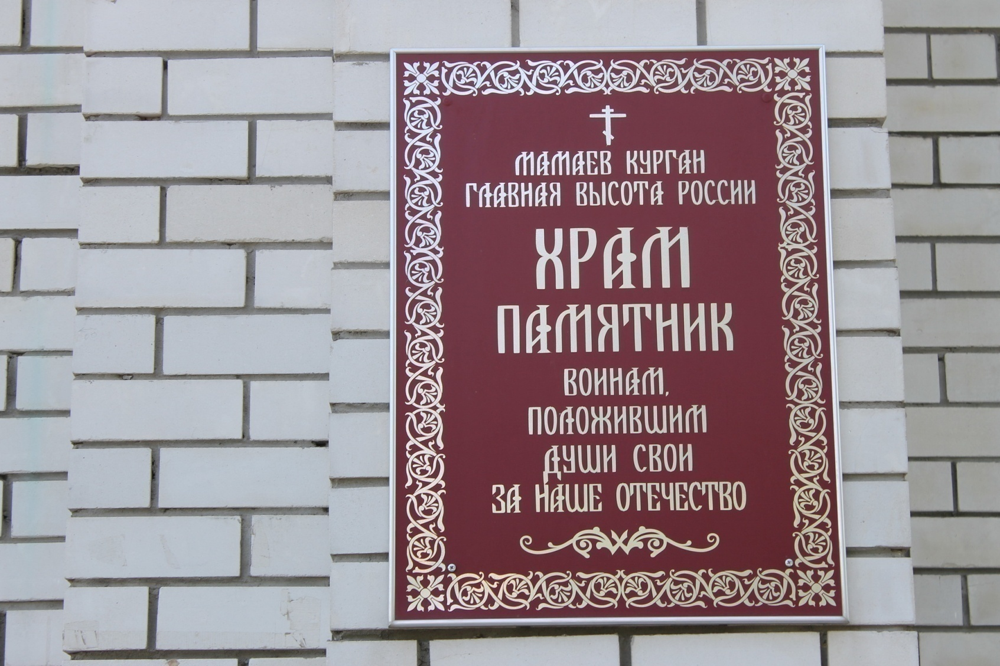 МАМАЕВ КУРГАН
ГЛАВНАЯ ВЫСОТА РОССИИ
ХРАМ
ПАМЯТНИК
ВОИНАМ,
ПОЛОЖИВШИМ
ДУШИ СВОИ
ЗА НАШЕ ОТЕЧЕСТВО